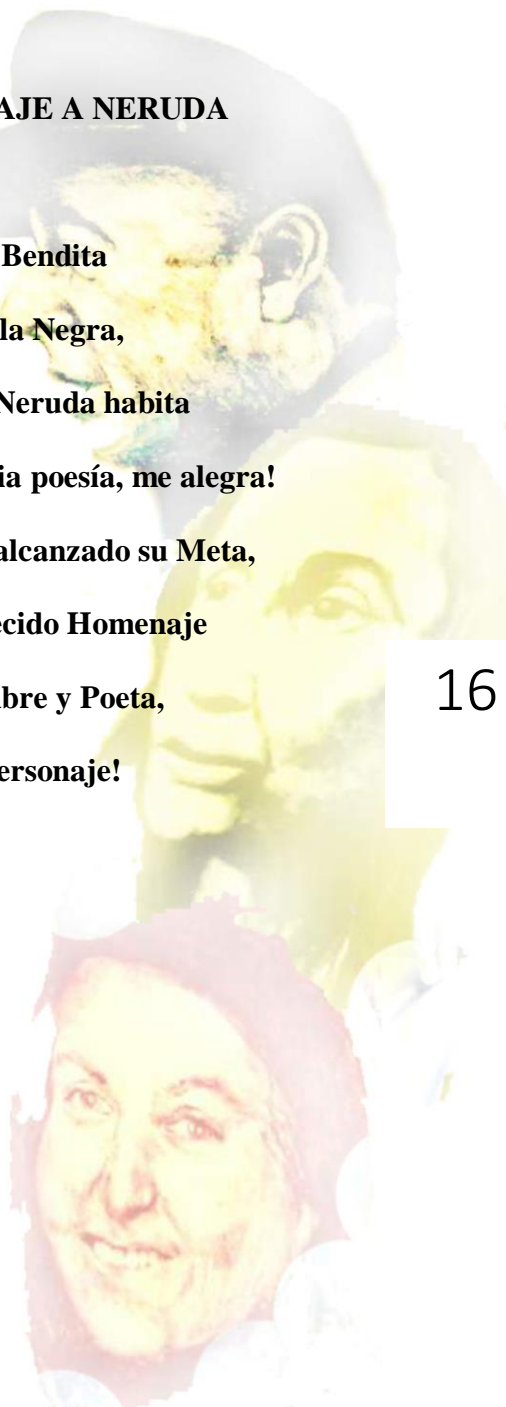 AJE A NERUDA
Bendita
la Negra,
Neruda habita
ia poesía, me alegra!
alcanzado su Meta,
ecido Homenaje
bre y Poeta,
ersonaje!
16